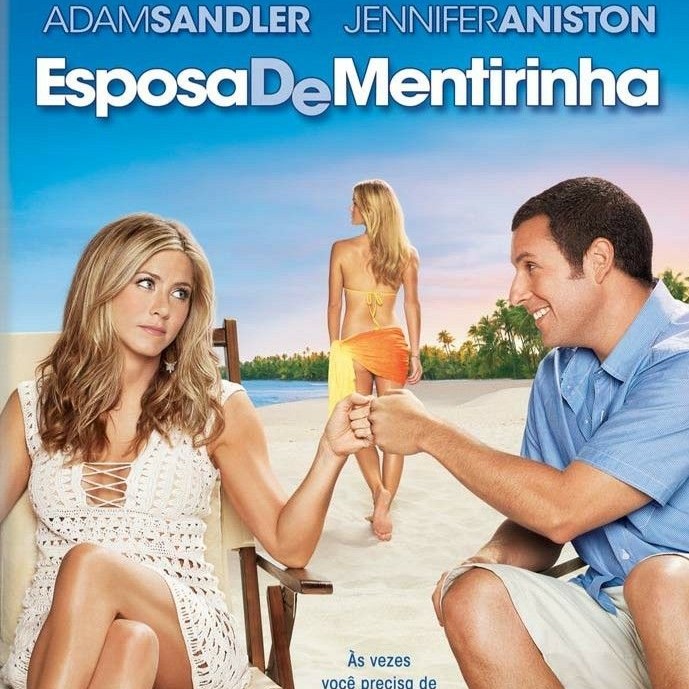 ADAMSANDLER JENNIFERANISTON
EsposaDeMentirinha
Às vezes
você precisa de